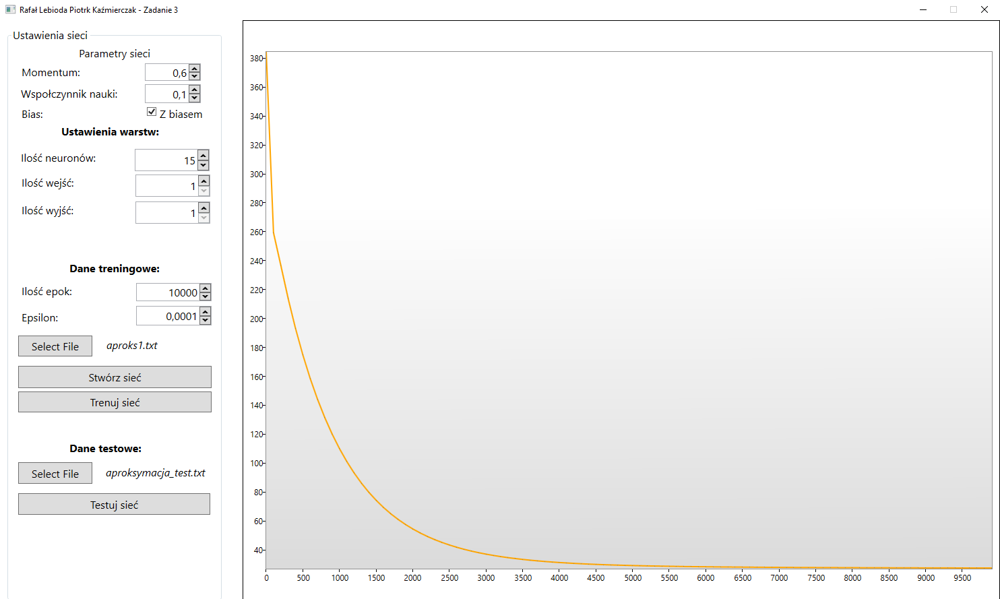 Rafał Lebioda Piotrk Kaźmierczak - Zadanie 3
Ustawienia sieci
Parametry sieci
Momentum: 0,6
Wspołczynnik nauki: 0,1
Bias: Z biasem
Ustawienia warstw:
Ilość neuronów: 15
Ilość wejść: 1
Ilość wyjść: 1
Dane treningowe:
Ilość epok: 10000
Epsilon: 0,0001
Select File aproks1.txt
Stwórz sieć
Trenuj sieć
Dane testowe:
Select File aproksymacja_test.txt
Testuj sieć
380
360
340
320
300
280
260
240
220
200
180
160
140
120
100
80
60
40
0 500 1000 1500 2000 2500 3000 3500 4000 4500 5000 5500 6000 6500 7000 7500 8000 8500 9000 9500